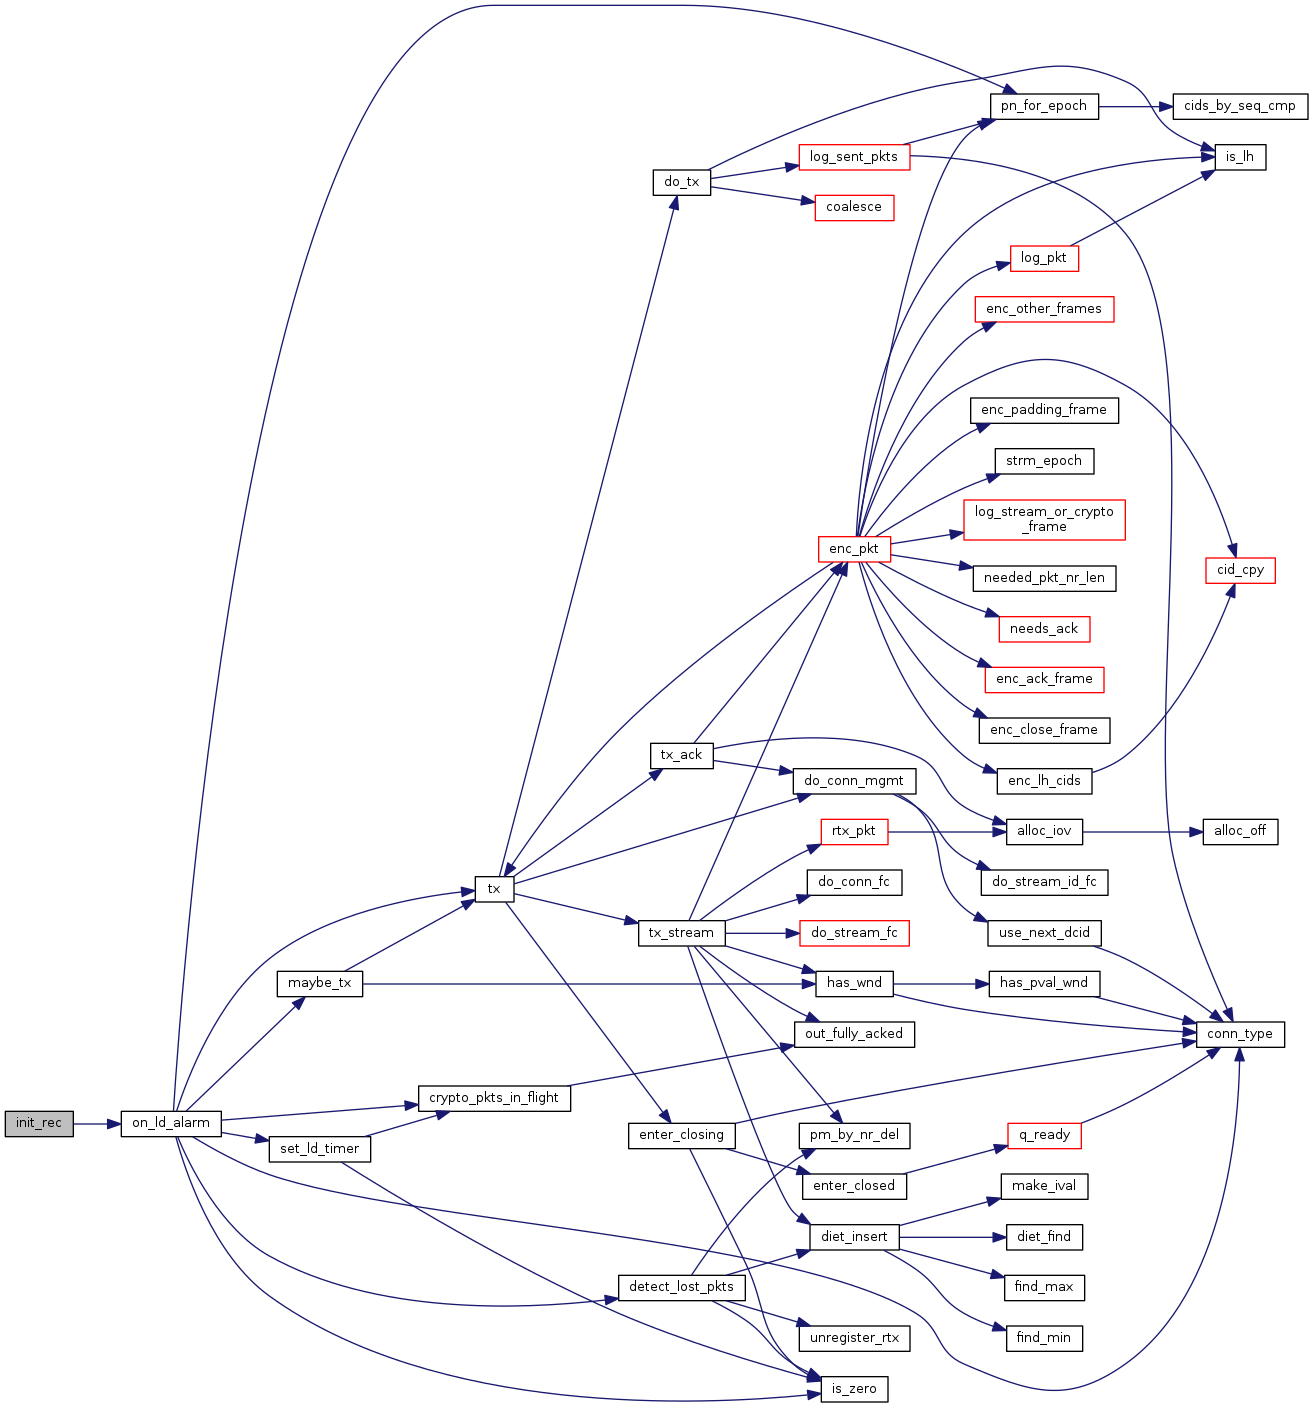 pn_for_epoch
cids_by_seq_cmp
is_lh
log_sent_pkts
do_tx
coalesce
log_pkt
enc_other_frames
enc_padding_frame
strm_epoch
log_stream_or_crypto
_frame
enc_pkt
cid_cpy
needed_pkt_nr_len
needs_ack
enc_ack_frame
enc_close_frame
tx_ack
do_conn_mgmt
enc_lh_cids
rtx_pkt
alloc_iov
alloc_off
tx
do_conn_fc
do_stream_id_fc
tx_stream
do_stream_fc
use_next_dcid
maybe_tx
has_wnd
has_pval_wnd
out_fully_acked
conn_type
crypto_pkts_in_flight
init_rec
on_ld_alarm
set_ld_timer
enter_closing
pm_by_nr_del
q_ready
enter_closed
make_ival
diet_insert
diet_find
detect_lost_pkts
find_max
unregister_rtx
find_min
is_zero